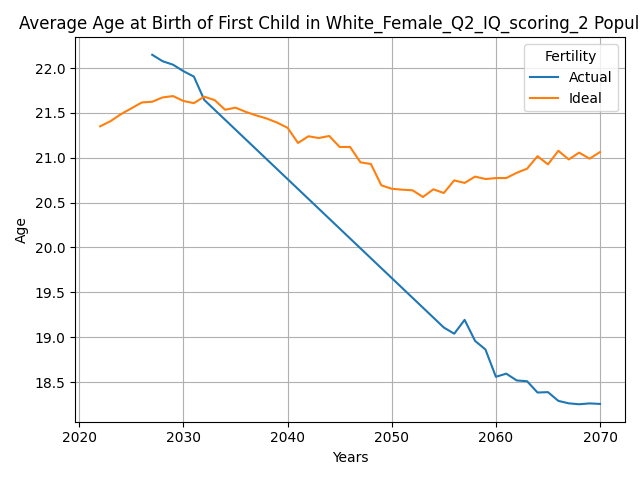 Average Age at Birth of First Child in White_Female_Q2_IQ_scoring_2 Popul
Fertility
Actual
Ideal
22.0
21.5
21.0
20.5
20.0
19.5
19.0
18.5
Age
2020 2030 2040 2050 2060 2070
Years